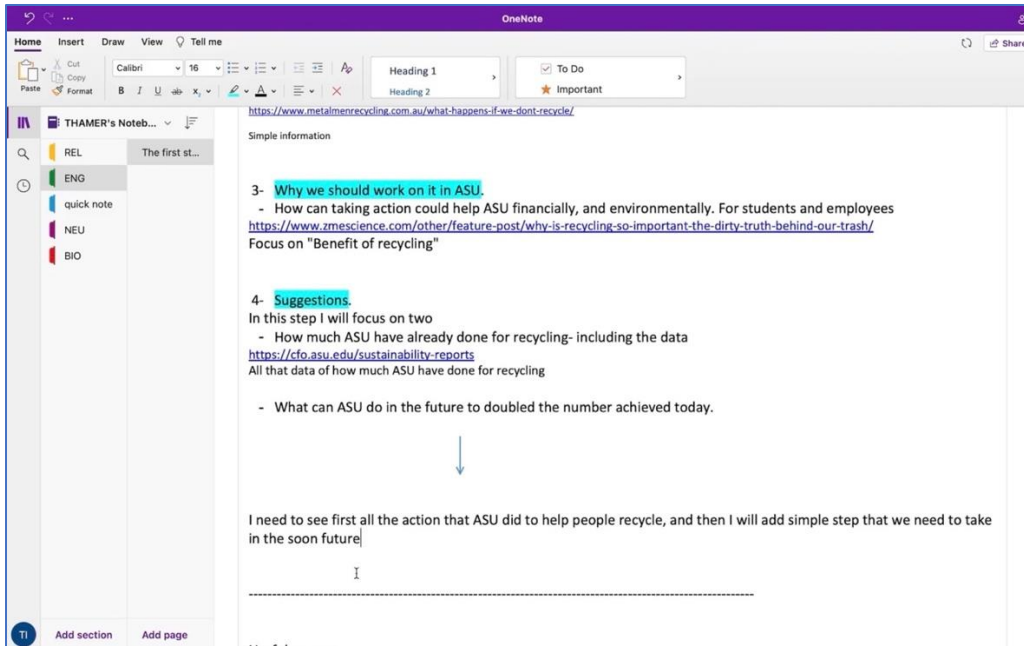 OneNote
Home Insert Draw View Tell me
Share
Paste
Cut
Copy
Format
Calibri 16
B I U ab x, A
Heading 1
Heading 2
To Do
Important
THAMER's Noteb...
REL
ENG
quick note
NEU
BIO
The first st...
https://www.metalmenrecycling.com.au/what-happens-if-we-dont-recycle/
Simple information
3- Why we should work on it in ASU.
- How can taking action could help ASU financially, and environmentally. For students and employees
https://www.zmescience.com/other/feature-post/why-is-recycling-so-important-the-dirty-truth-behind-our-trash/
Focus on "Benefit of recycling"
4- Suggestions.
In this step I will focus on two
- How much ASU have already done for recycling- including the data
https://cfo.asu.edu/sustainability-reports
All that data of how much ASU have done for recycling
- What can ASU do in the future to doubled the number achieved today.
I need to see first all the action that ASU did to help people recycle, and then I will add simple step that we need to take
in the soon future
--------------------------------------------------------------------------------------------------------------
TI
Add section Add page